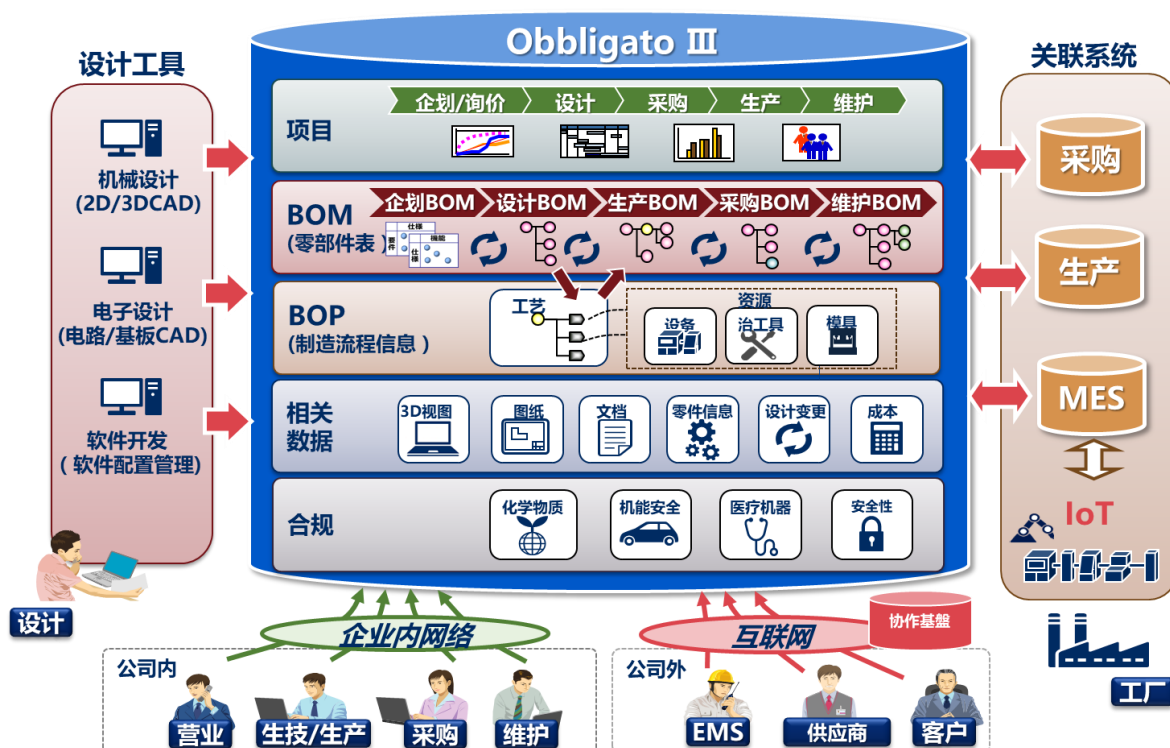 Obbligato Ⅲ
设计工具
机械设计
(2D/3DCAD)
电子设计
(电路/基板CAD)
软件开发
( 软件配置管理)
设计
项目
企划/询价
设计
采购
生产
维护
BOM
(零部件表 )
企划BOM
设计BOM
生产BOM
采购BOM
维护BOM
仕様
要件
機能
仕様
BOP
(制造流程信息 )
工艺
资源
设备
治工具
模具
相关
数据
3D视图
图纸
文档
零件信息
设计变更
成本
合规
化学物质
机能安全
医疗机器
安全性
关联系统
采购
生产
MES
IoT
工厂
企业内网络
互联网
协作基盤
公司内
营业
生技/生产
采购
维护
公司外
EMS
供应商
客户